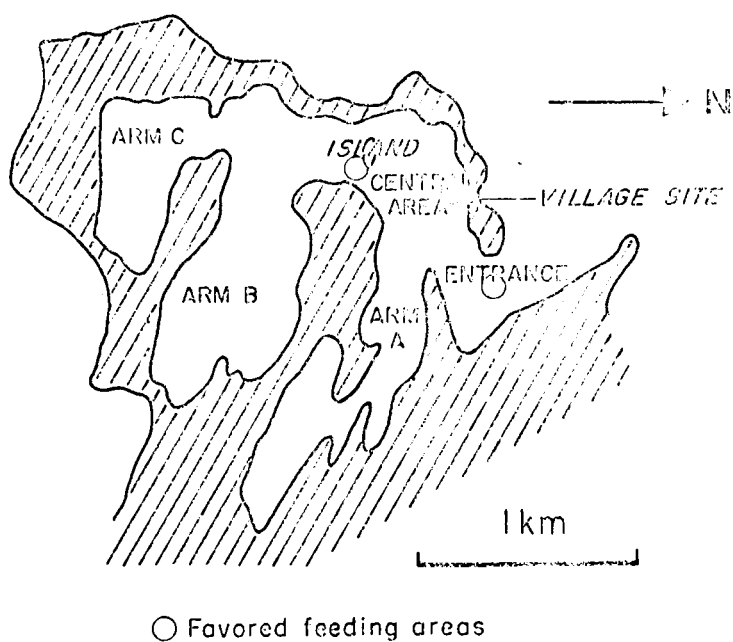 N
ARM C
ISLAND
CENTRAL
AREA
VILLAGE SITE
ENTRANCE
ARM B
ARM
A
1 km
Favored feeding areas